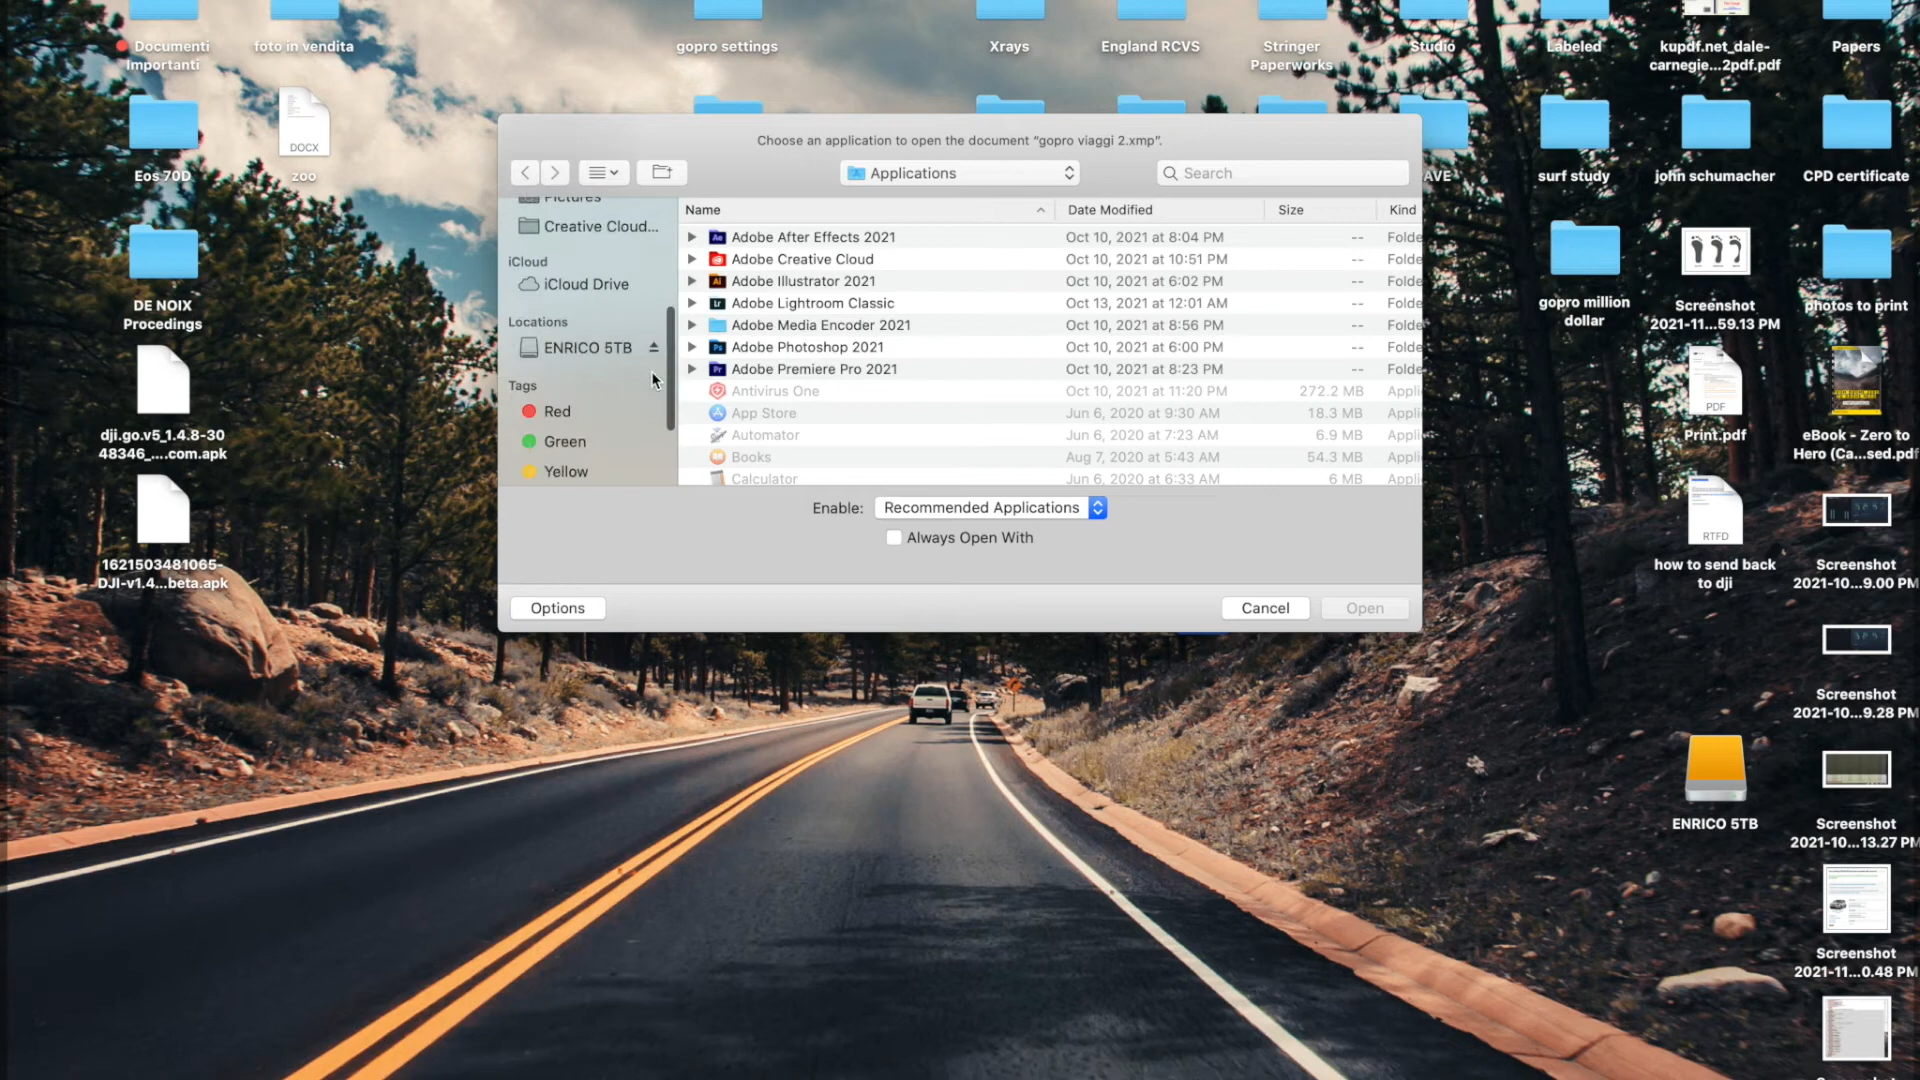 Documenti
Importanti
foto in vendita
gopro settings
Xrays
England RCVS
Stringer
Paperworks
Studio
Labeled
kupdf.net_dale-
carnegie...2pdf.pdf
Papers
Eos 70D
DOCX
zoo
AVE
surf study
john schumacher
CPD certificate
DE NOIX
Procedings
gopro million
dollar
Screenshot
2021-11...59.13 PM
photos to print
dji.go.v5_1.4.8-30
48346_....com.apk
PDF
Print.pdf
eBook - Zero to
Hero (Ca...sed.pdf
1621503481065-
DJI-v1.4...beta.apk
RTFD
how to send back
to dji
Screenshot
2021-10...9.00 PM
Screenshot
2021-10...9.28 PM
ENRICO 5TB
Screenshot
2021-10...13.27 PM
Screenshot
2021-11...0.48 PM
Choose an application to open the document “gopro viaggi 2.xmp”.
Applications
Search
Pictures
Creative Cloud...
iCloud
iCloud Drive
Locations
ENRICO 5TB
Tags
Red
Green
Yellow
Name Date Modified Size Kind
Adobe After Effects 2021 Oct 10, 2021 at 8:04 PM -- Folde
Adobe Creative Cloud Oct 10, 2021 at 10:51 PM -- Folde
Adobe Illustrator 2021 Oct 10, 2021 at 6:02 PM -- Folde
Adobe Lightroom Classic Oct 13, 2021 at 12:01 AM -- Folde
Adobe Media Encoder 2021 Oct 10, 2021 at 8:56 PM -- Folde
Adobe Photoshop 2021 Oct 10, 2021 at 6:00 PM -- Folde
Adobe Premiere Pro 2021 Oct 10, 2021 at 8:23 PM -- Folde
Antivirus One Oct 10, 2021 at 11:20 PM 272.2 MB Appli
App Store Jun 6, 2020 at 9:30 AM 18.3 MB Appli
Automator Jun 6, 2020 at 7:23 AM 6.9 MB Appli
Books Aug 7, 2020 at 5:43 AM 54.3 MB Appli
Calculator Jun 6, 2020 at 6:33 AM 6 MB Appli
Enable: Recommended Applications
Always Open With
Options
Cancel
Open